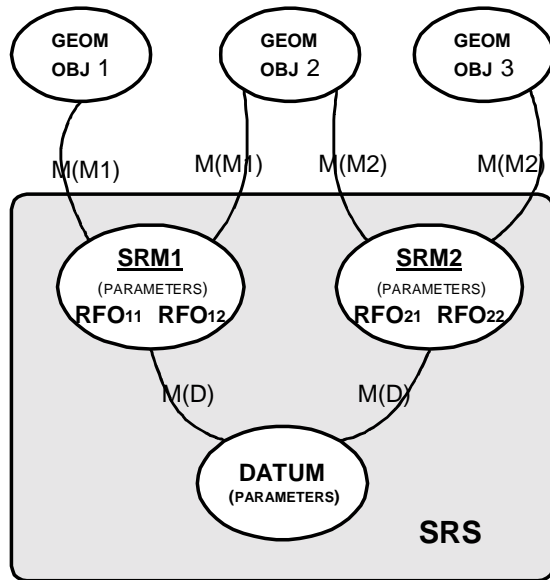 GEOM
OBJ 1
GEOM
OBJ 2
GEOM
OBJ 3
M(M1)
M(M1)
M(M2)
M(M2)
SRM1
(PARAMETERS)
RFO11 RFO12
SRM2
(PARAMETERS)
RFO21 RFO22
M(D)
M(D)
DATUM
(PARAMETERS)
SRS